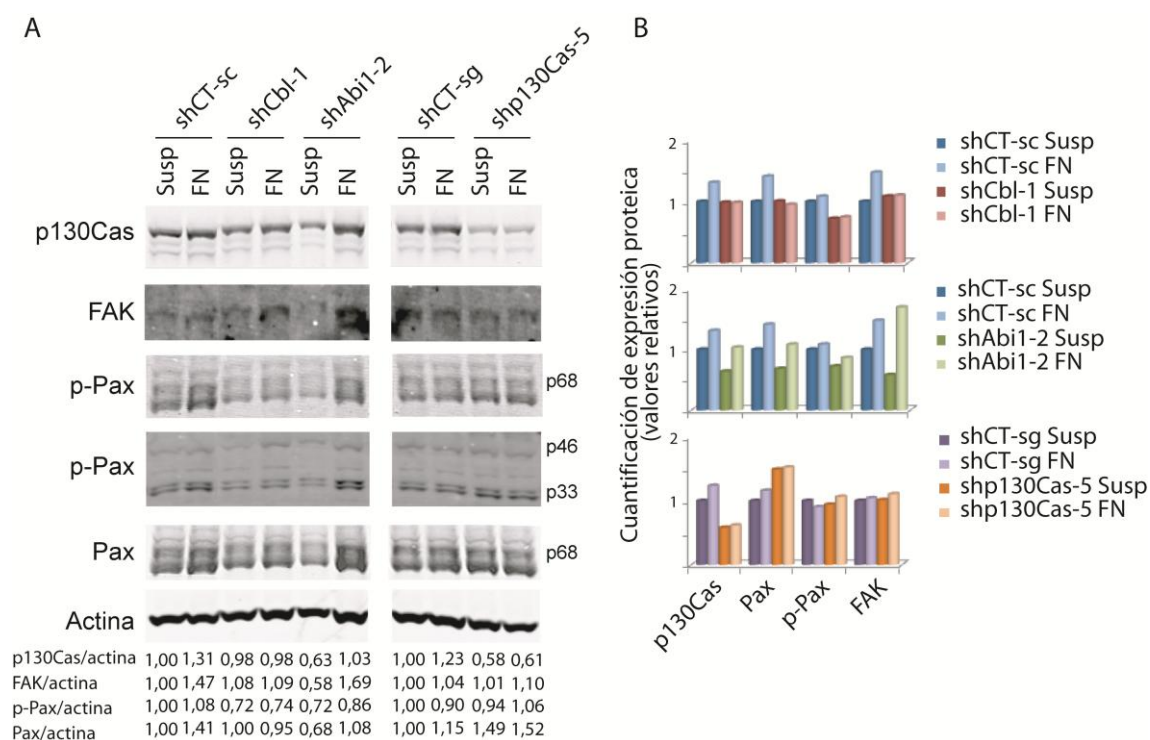 A
shCT-sc shCbl-1 shAbi1-2 shCT-sg shp130Cas-5
Susp FN Susp FN Susp FN Susp FN Susp FN
p130Cas
FAK
p-Pax p68
p-Pax p46
p33
Pax p68
Actina
p130Cas/actina 1,00 1,31 0,98 0,98 0,63 1,03 1,00 1,23 0,58 0,61
FAK/actina 1,00 1,47 1,08 1,09 0,58 1,69 1,00 1,04 1,01 1,10
p-Pax/actina 1,00 1,08 0,72 0,74 0,72 0,86 1,00 0,90 0,94 1,06
Pax/actina 1,00 1,41 1,00 0,95 0,68 1,08 1,00 1,15 1,49 1,52
B
Cuantificación de expresión proteica
(valores relativos)
2
1
shCT-sc Susp
shCT-sc FN
shCbl-1 Susp
shCbl-1 FN
2
1
shCT-sc Susp
shCT-sc FN
shAbi1-2 Susp
shAbi1-2 FN
2
1
shCT-sg Susp
shCT-sg FN
shp130Cas-5 Susp
shp130Cas-5 FN
p130Cas Pax p-Pax FAK